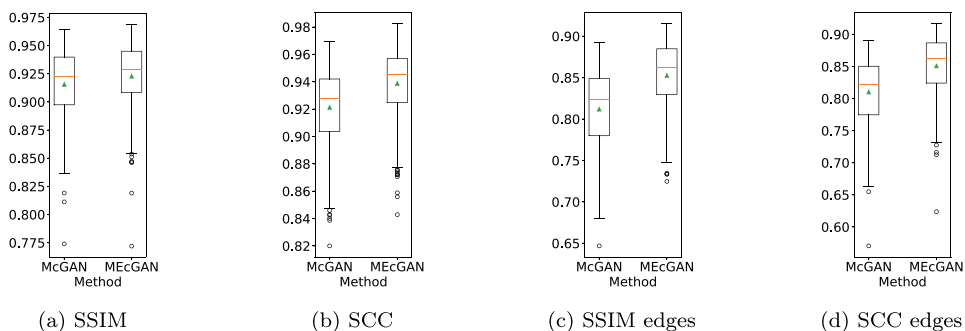 0.975
0.950
0.925
0.900
0.875
0.850
0.825
0.800
0.775
McGAN MEcGAN
Method
(a) SSIM
0.98
0.96
0.94
0.92
0.90
0.88
0.86
0.84
0.82
McGAN MEcGAN
Method
(b) SCC
0.90
0.85
0.80
0.75
0.70
0.65
McGAN MEcGAN
Method
(c) SSIM edges
0.90
0.85
0.80
0.75
0.70
0.65
0.60
McGAN MEcGAN
Method
(d) SCC edges